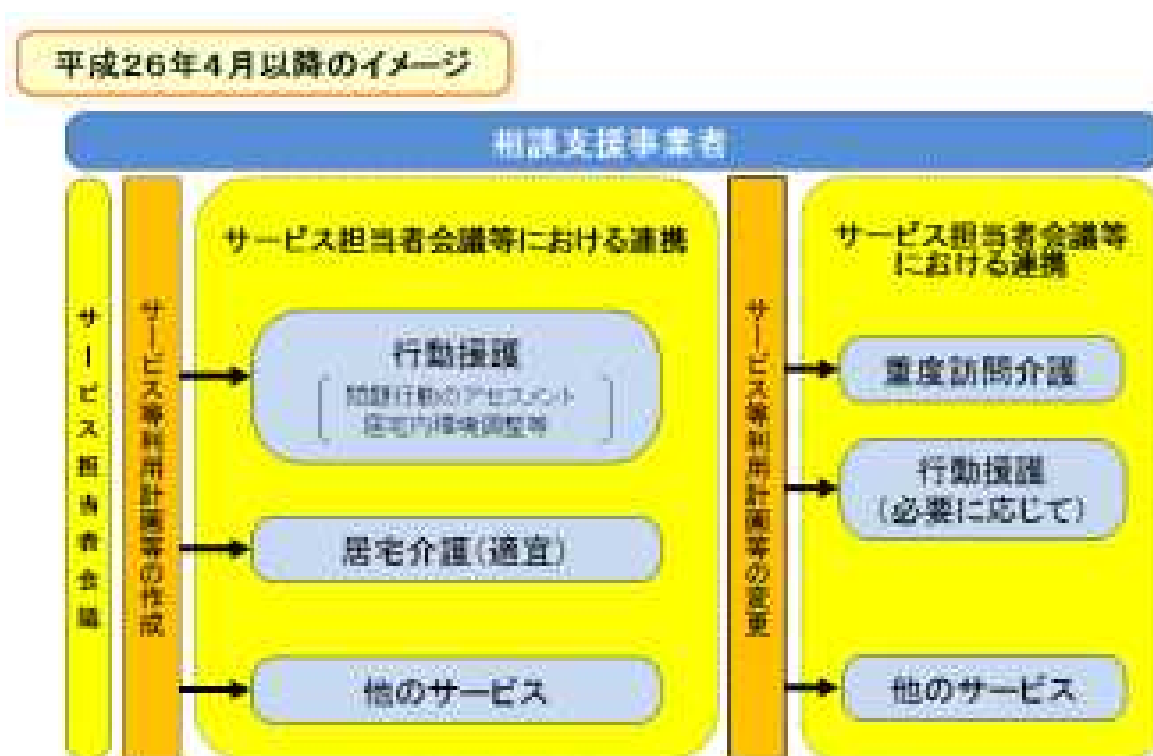 平成26年4月以降のイメージ
相談支援事業者
サービス担当者会議
サービス等利用計画等の作成
サービス担当者会議等における連携
行動援護
問題行動のアセスメント
居宅内環境調整等
居宅介護(適宜)
他のサービス
サービス等利用計画等の変更
サービス担当者会議等
における連携
重度訪問介護
行動援護
(必要に応じて)
他のサービス